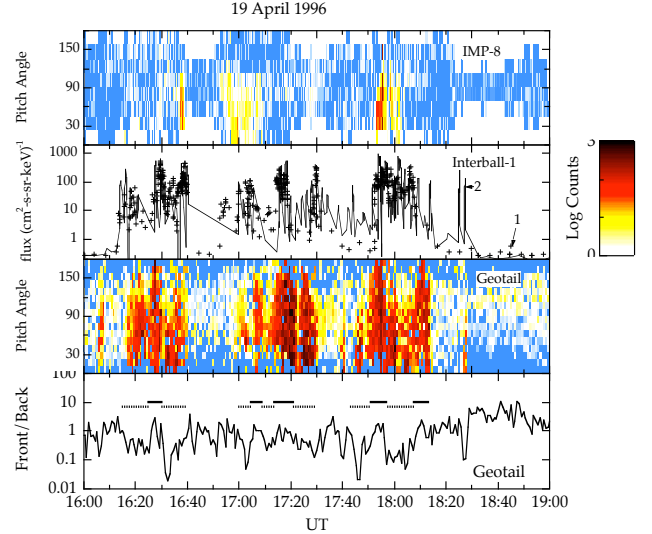 19 April 1996
Pitch Angle
150
90
30
IMP-8
flux (cm⁻²-s-sr-keV)⁻¹
1000
100
10
1
Interball-1
2
1
Log Counts
3
0
Pitch Angle
150
90
30
Geotail
Front/Back
100
10
1
0.1
0.01
Geotail
16:00 16:20 16:40 17:00 17:20 17:40 18:00 18:20 18:40 19:00
UT